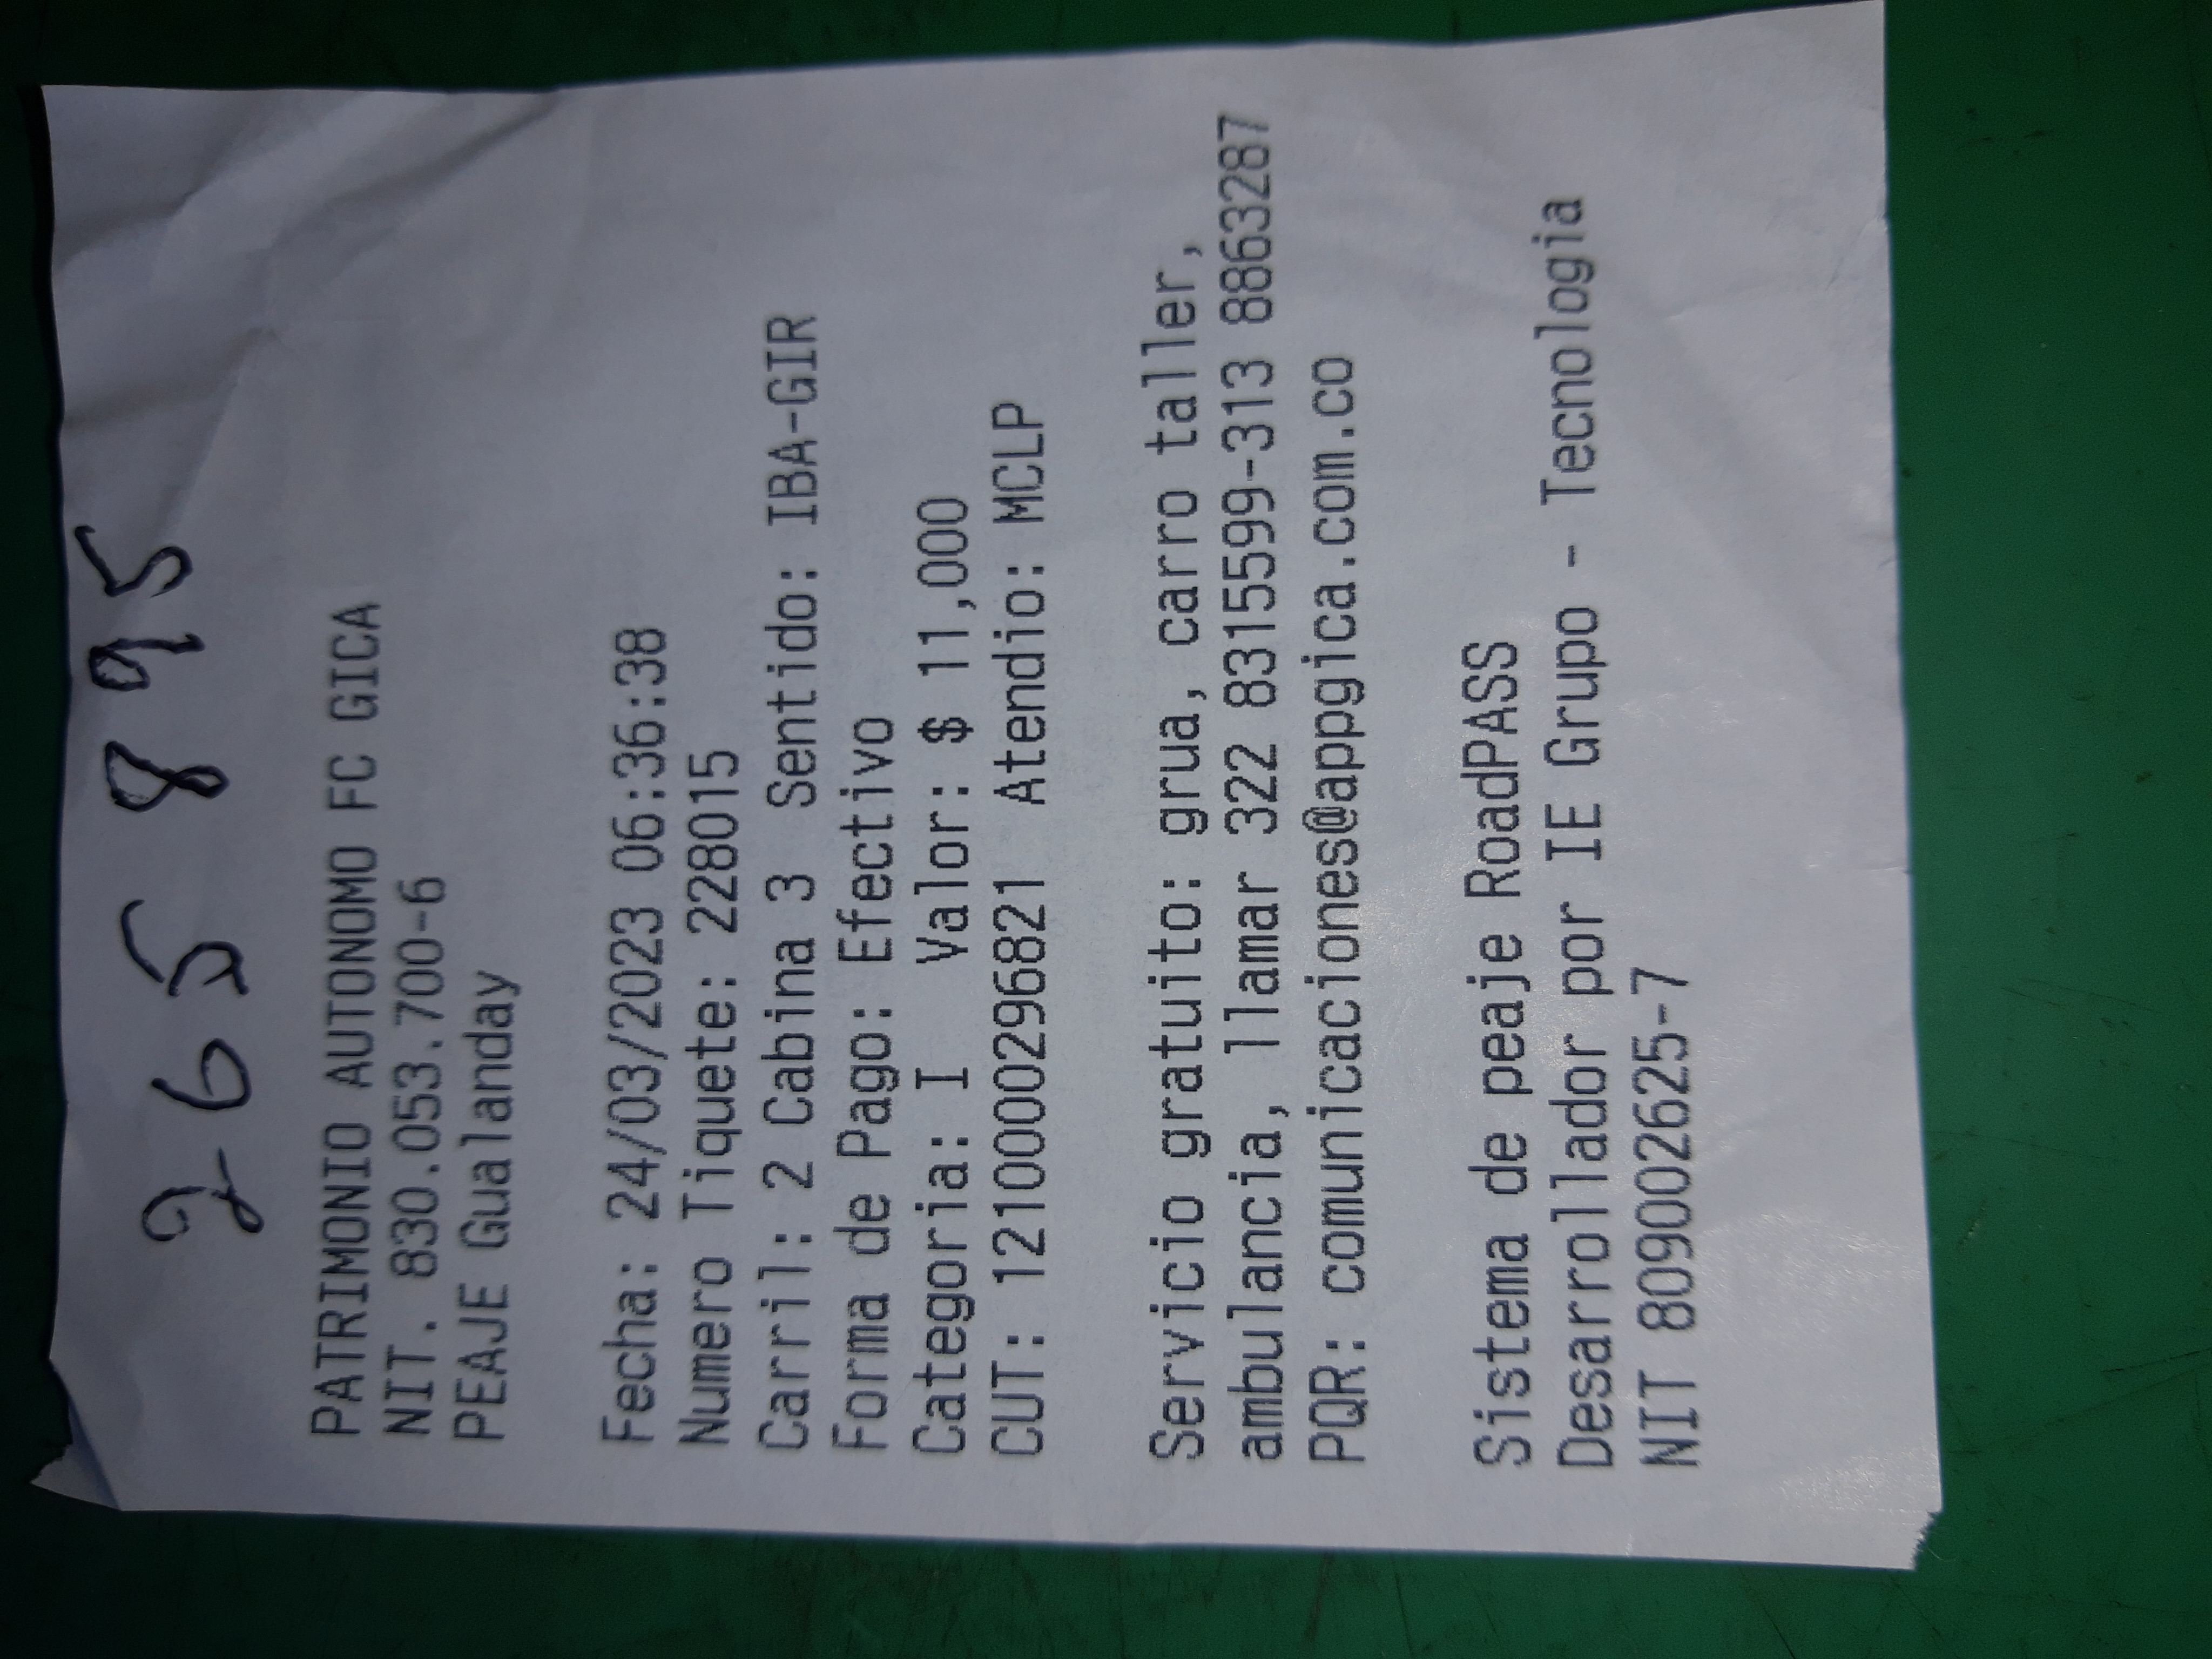 265 895
PATRIMONIO AUTONOMO FC GICA
NIT. 830.053.700-6
PEAJE Gualanday
Fecha: 24/03/2023 06:36:38
Numero Tiquete: 228015
Carril: 2 Cabina 3 Sentido: IBA-GIR
Forma de Pago: Efectivo
Categoria: I Valor: $ 11,000
CUT: 1210000296821 Atendio: MCLP
Servicio gratuito: grua, carro taller,
ambulancia, llamar 322 8315599-313 8863287
PQR: comunicaciones@appgica.com.co
Sistema de peaje RoadPASS
Desarrollador por IE Grupo - Tecnologia
NIT 809002625-7